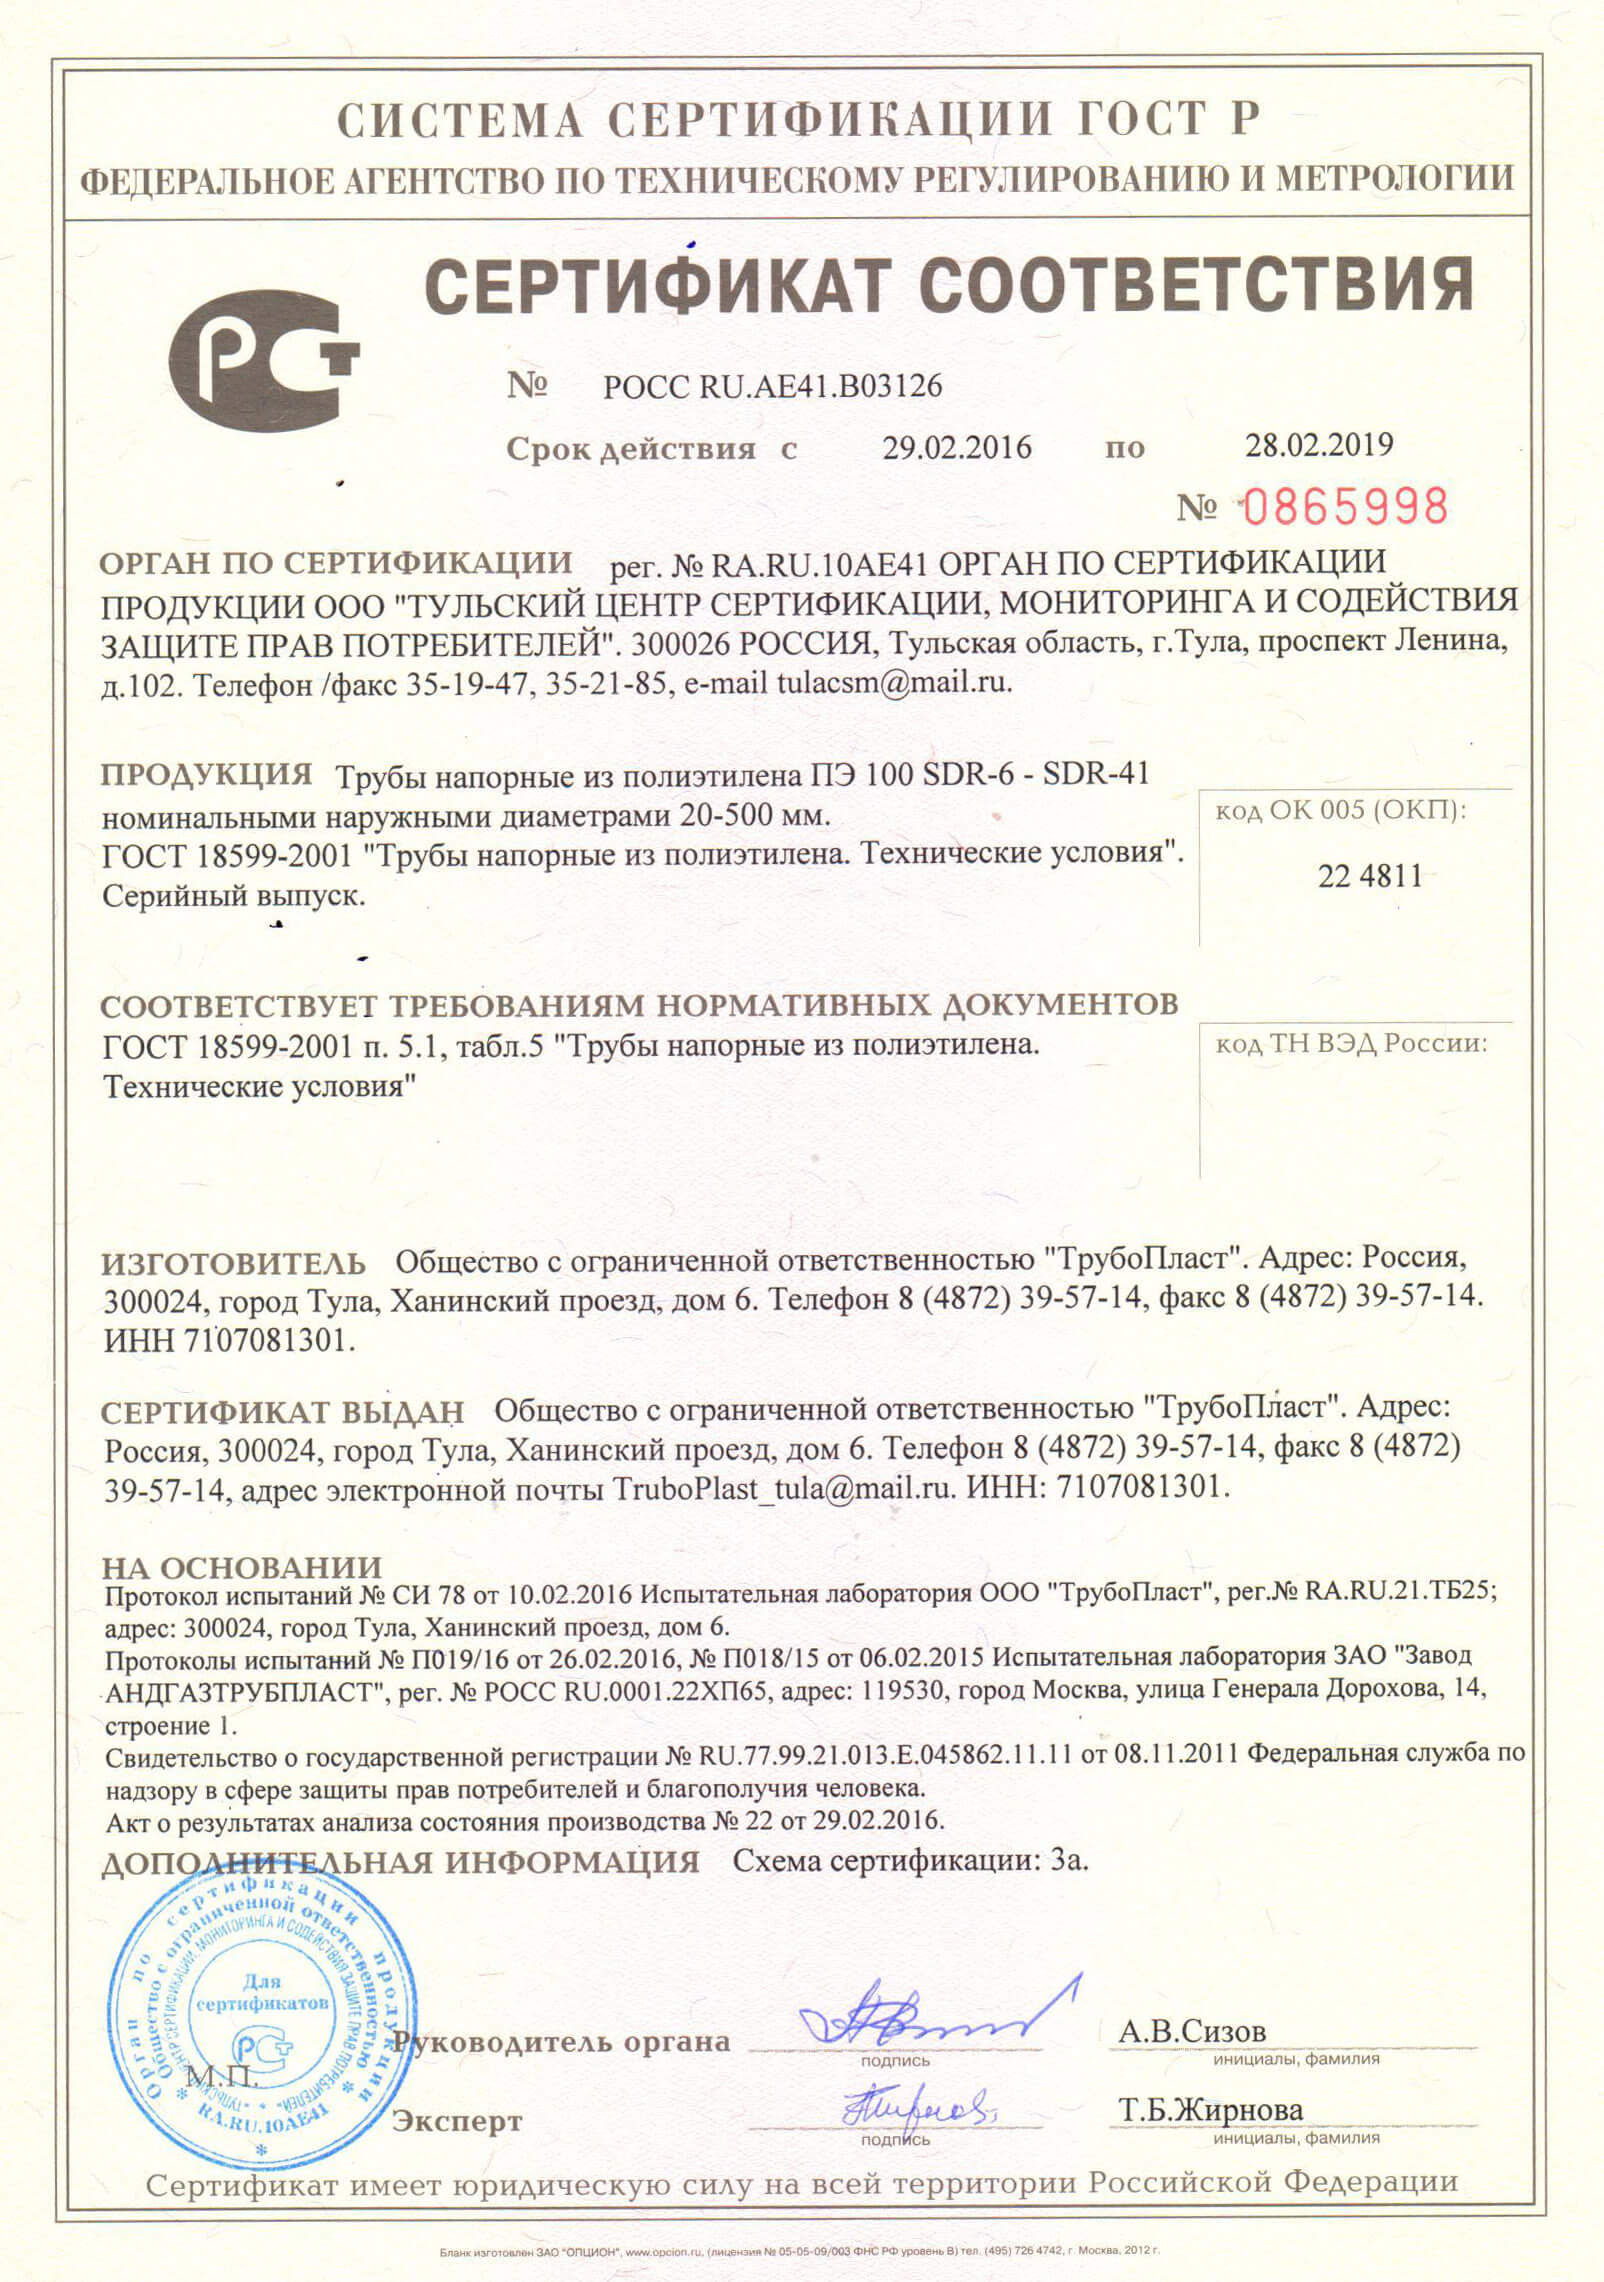 СИСТЕМА СЕРТИФИКАЦИИ ГОСТ Р
ФЕДЕРАЛЬНОЕ АГЕНТСТВО ПО ТЕХНИЧЕСКОМУ РЕГУЛИРОВАНИЮ И МЕТРОЛОГИИ
СЕРТИФИКАТ СООТВЕТСТВИЯ
№ РОСС RU.АЕ41.В03126
Срок действия с 29.02.2016 по 28.02.2019
№ 0865998
ОРГАН ПО СЕРТИФИКАЦИИ рег. № RA.RU.10АЕ41 ОРГАН ПО СЕРТИФИКАЦИИ
ПРОДУКЦИИ ООО "ТУЛЬСКИЙ ЦЕНТР СЕРТИФИКАЦИИ, МОНИТОРИНГА И СОДЕЙСТВИЯ
ЗАЩИТЕ ПРАВ ПОТРЕБИТЕЛЕЙ". 300026 РОССИЯ, Тульская область, г.Тула, проспект Ленина,
д.102. Телефон /факс 35-19-47, 35-21-85, e-mail tulacsm@mail.ru.
ПРОДУКЦИЯ Трубы напорные из полиэтилена ПЭ 100 SDR-6 - SDR-41
номинальными наружными диаметрами 20-500 мм.
ГОСТ 18599-2001 "Трубы напорные из полиэтилена. Технические условия".
Серийный выпуск.
код ОК 005 (ОКП):
22 4811
СООТВЕТСТВУЕТ ТРЕБОВАНИЯМ НОРМАТИВНЫХ ДОКУМЕНТОВ
ГОСТ 18599-2001 п. 5.1, табл.5 "Трубы напорные из полиэтилена.
Технические условия"
код ТН ВЭД России:
ИЗГОТОВИТЕЛЬ Общество с ограниченной ответственностью "ТрубоПласт". Адрес: Россия,
300024, город Тула, Ханинский проезд, дом 6. Телефон 8 (4872) 39-57-14, факс 8 (4872) 39-57-14.
ИНН 7107081301.
СЕРТИФИКАТ ВЫДАН Общество с ограниченной ответственностью "ТрубоПласт". Адрес:
Россия, 300024, город Тула, Ханинский проезд, дом 6. Телефон 8 (4872) 39-57-14, факс 8 (4872)
39-57-14, адрес электронной почты TruboPlast_tula@mail.ru. ИНН: 7107081301.
НА ОСНОВАНИИ
Протокол испытаний № СИ 78 от 10.02.2016 Испытательная лаборатория ООО "ТрубоПласт", рег.№ RA.RU.21.ТБ25;
адрес: 300024, город Тула, Ханинский проезд, дом 6.
Протоколы испытаний № П019/16 от 26.02.2016, № П018/15 от 06.02.2015 Испытательная лаборатория ЗАО "Завод
АНДГАЗТРУБПЛАСТ", рег. № РОСС RU.0001.22ХП65, адрес: 119530, город Москва, улица Генерала Дорохова, 14,
строение 1.
Свидетельство о государственной регистрации № RU.77.99.21.013.Е.045862.11.11 от 08.11.2011 Федеральная служба по
надзору в сфере защиты прав потребителей и благополучия человека.
Акт о результатах анализа состояния производства № 22 от 29.02.2016.
ДОПОЛНИТЕЛЬНАЯ ИНФОРМАЦИЯ Схема сертификации: 3а.
Орган по сертификации продукции
Общество с ограниченной ответственностью
"ТУЛЬСКИЙ ЦЕНТР СЕРТИФИКАЦИИ, МОНИТОРИНГА И СОДЕЙСТВИЯ ЗАЩИТЕ ПРАВ ПОТРЕБИТЕЛЕЙ"
RA.RU.10АЕ41
Для
сертификатов
М.П.
Руководитель органа
подпись
А.В.Сизов
инициалы, фамилия
Эксперт
подпись
Т.Б.Жирнова
инициалы, фамилия
Сертификат имеет юридическую силу на всей территории Российской Федерации
Бланк изготовлен ЗАО "ОПЦИОН", www.opcion.ru, (лицензия № 05-05-09/003 ФНС РФ уровень В) тел. (495) 726 4742, г. Москва, 2012 г.